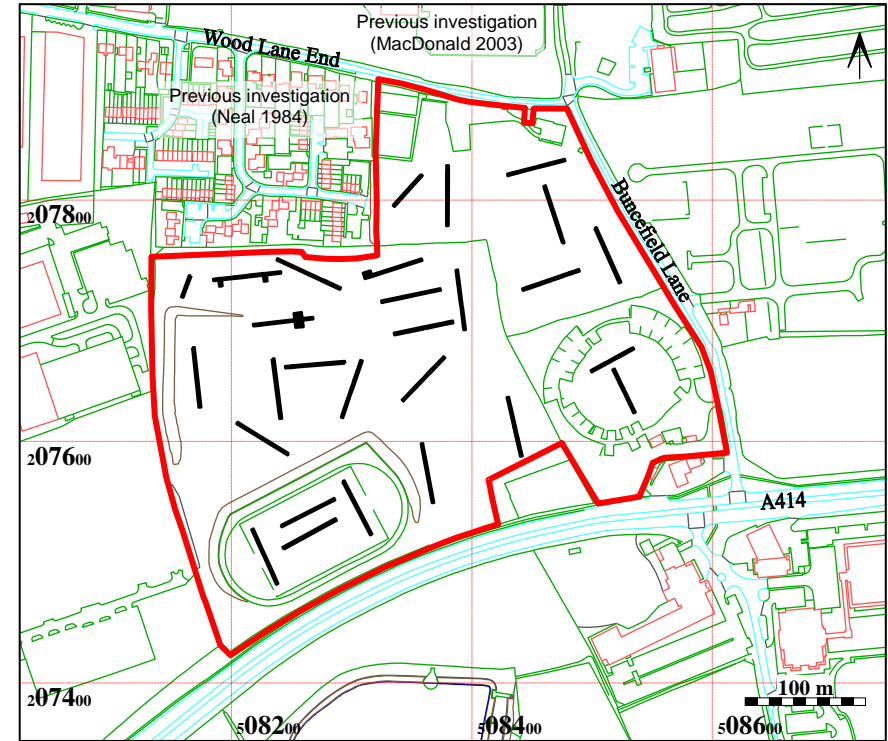 Previous investigation
(MacDonald 2003)
Wood Lane End
Previous investigation
(Neal 1984)
Buncefield Lane
207800
207600
A414
207400
100 m
508200
508400
508600